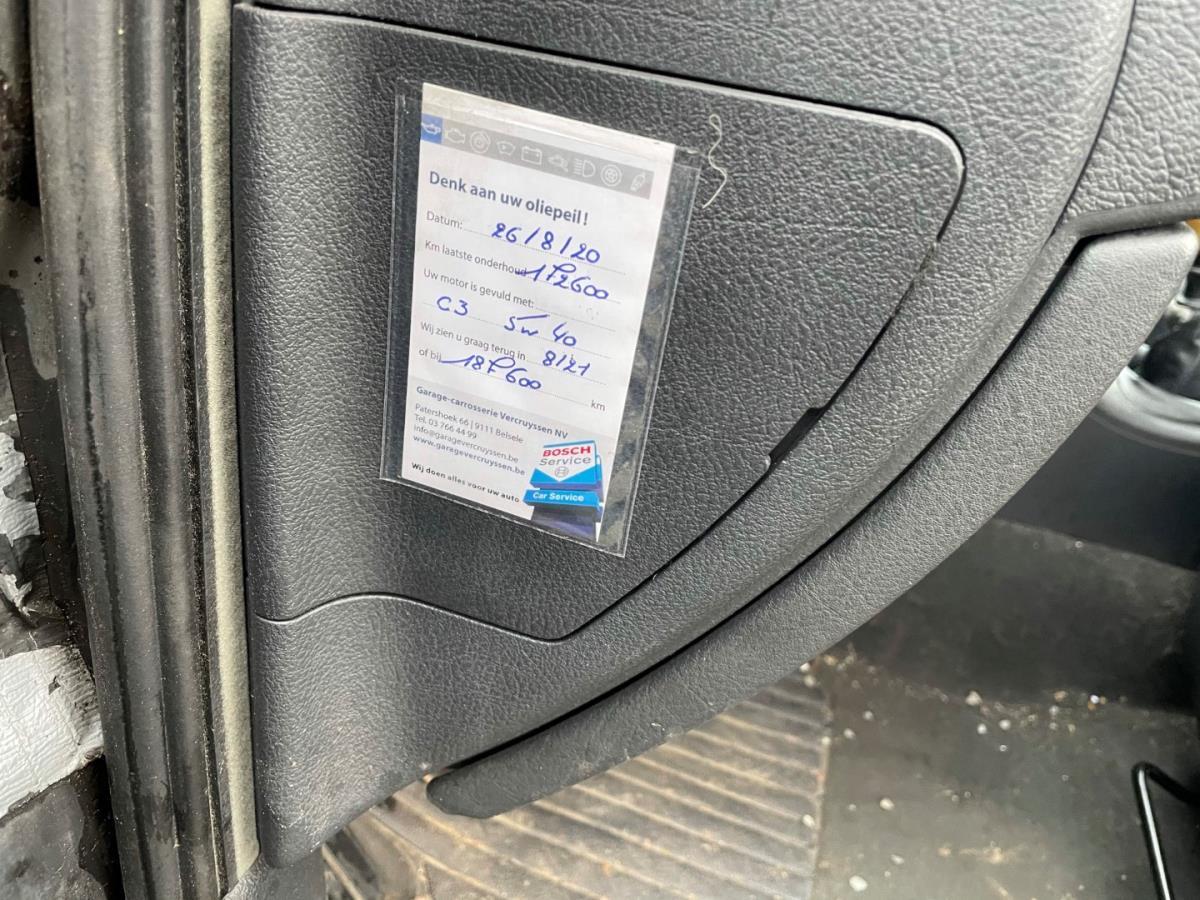 Denk aan uw oliepeil!
Datum: 26/8/20
Km laatste onderhoud 172600
Uw motor is gevuld met:
C3 5w 40
Wij zien u graag terug in 8/21
of bij 187600 km
Garage-carrosserie Vercruyssen NV
Patershoek 66 | 9111 Belsele
Tel. 03 766 44 99
info@garagevercruyssen.be
www.garagevercruyssen.be
Wij doen alles voor uw auto
BOSCH
Service
Car Service